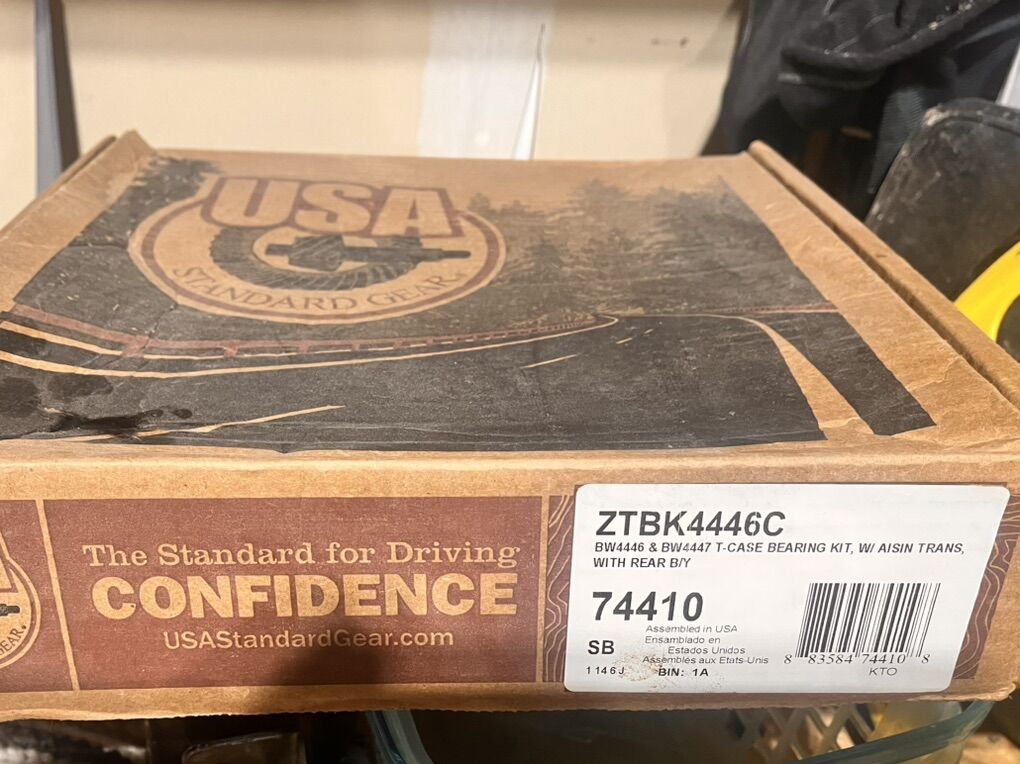 USA
STANDARD GEAR
The Standard for Driving
CONFIDENCE
USAStandardGear.com
ZTBK4446C
BW4446 & BW4447 T-CASE BEARING KIT, W/ AISIN TRANS,
WITH REAR B/Y
74410
Assembled in USA
Ensamblado en
Estados Unidos
Assemblés aux Etats-Unis
SB
1146J
BIN: 1A
8 83584 74410 8
KTO